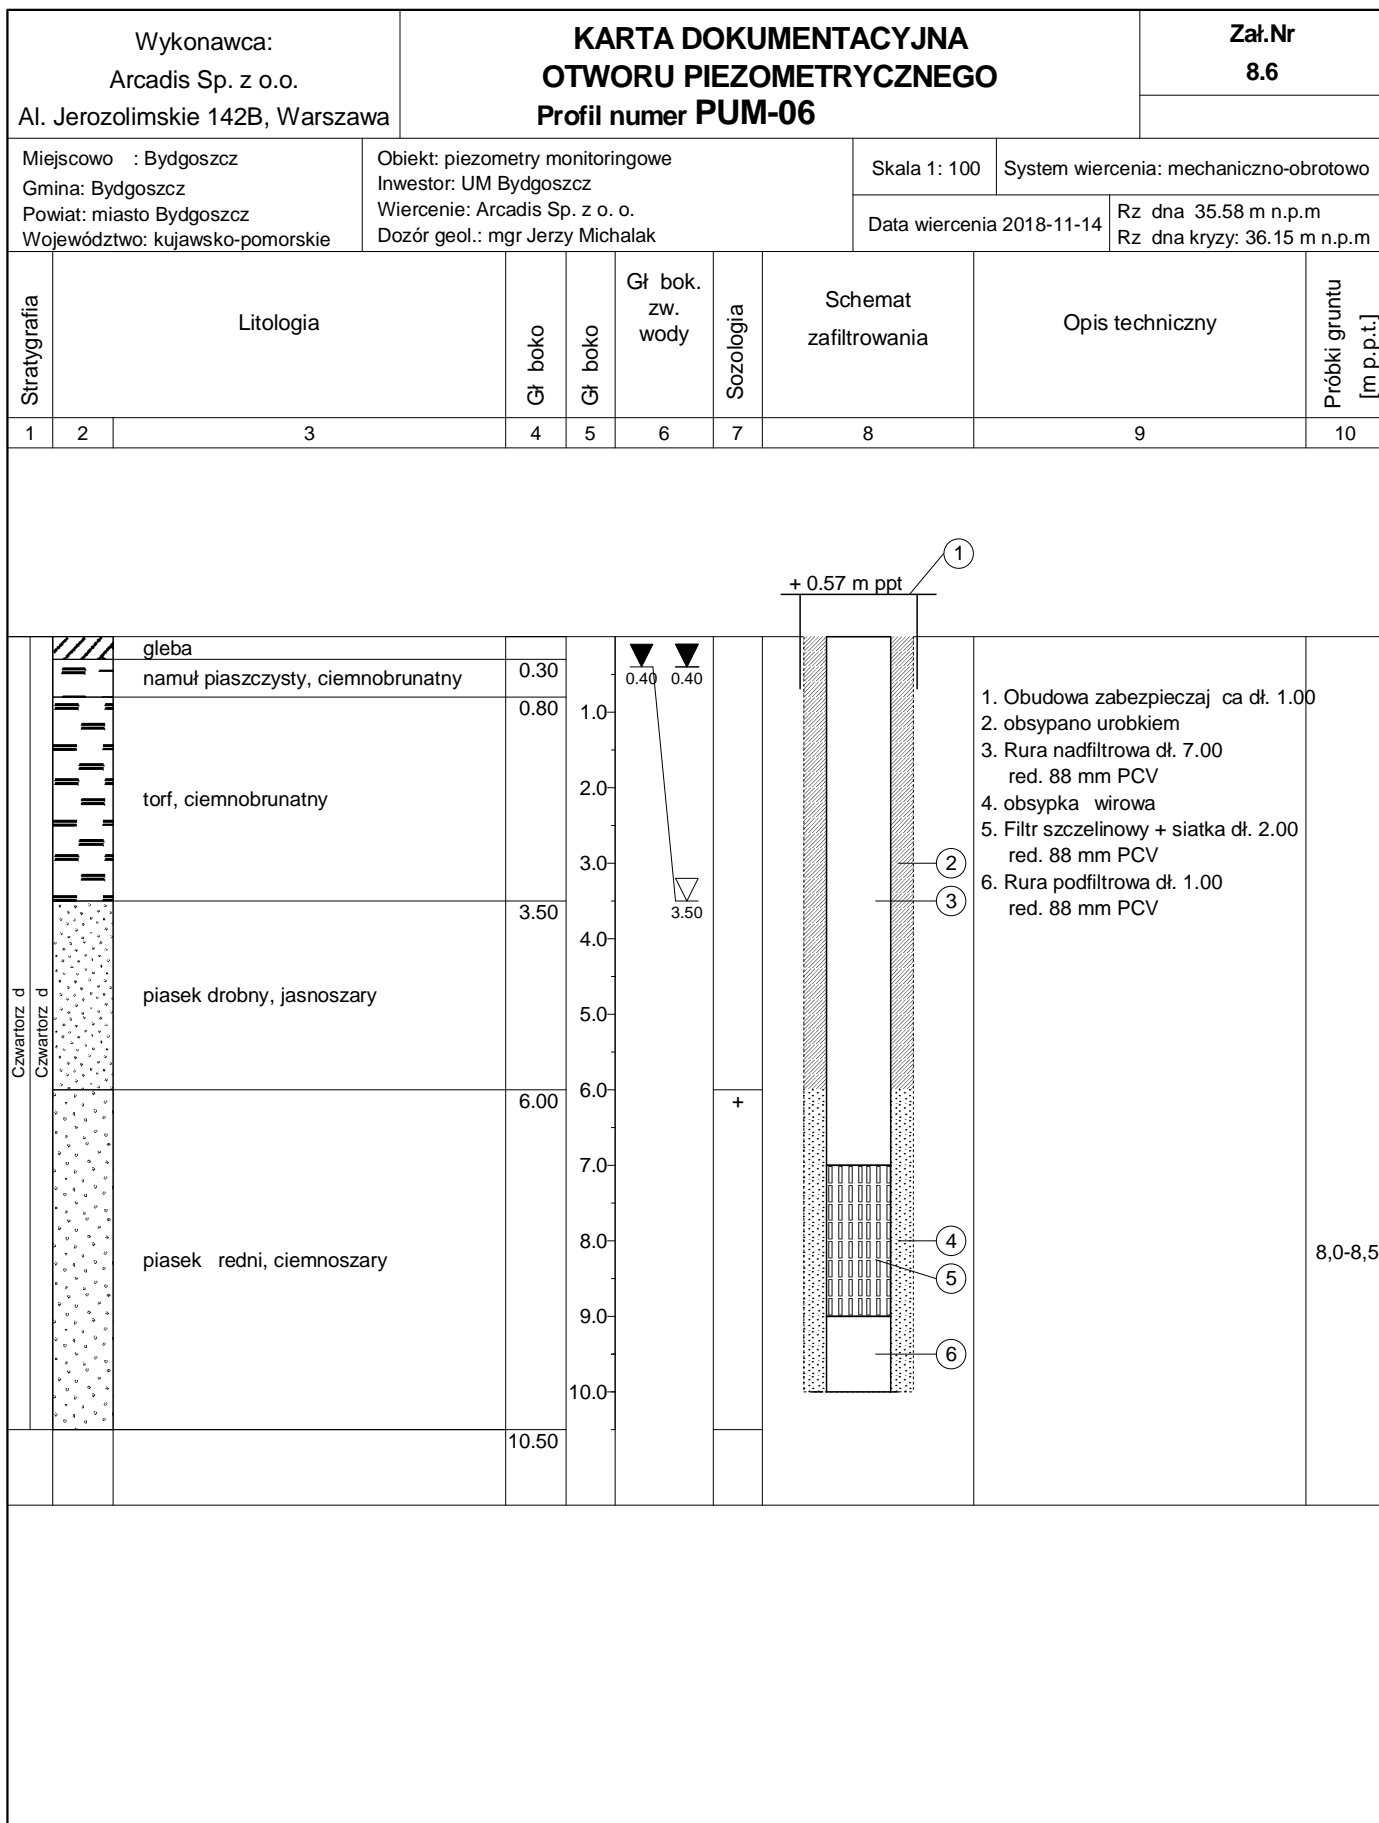 Wykonawca:
Arcadis Sp. z o.o.
Al. Jerozolimskie 142B, Warszawa
KARTA DOKUMENTACYJNA
OTWORU PIEZOMETRYCZNEGO
Profil numer PUM-06
Zał.Nr
8.6
Miejscowo : Bydgoszcz
Gmina: Bydgoszcz
Powiat: miasto Bydgoszcz
Województwo: kujawsko-pomorskie
Obiekt: piezometry monitoringowe
Inwestor: UM Bydgoszcz
Wiercenie: Arcadis Sp. z o. o.
Dozór geol.: mgr Jerzy Michalak
Skala 1: 100
System wiercenia: mechaniczno-obrotowo
Data wiercenia 2018-11-14
Rz dna 35.58 m n.p.m
Rz dna kryzy: 36.15 m n.p.m
Stratygrafia
Litologia
Gł boko
Gł boko
Gł bok.
zw.
wody
Sozologia
Schemat
zafiltrowania
Opis techniczny
Próbki gruntu
[m p.p.t.]
1
2
3
4
5
6
7
8
9
10
1
+ 0.57 m ppt
gleba
0.30
namuł piaszczysty, ciemnobrunatny
0.40
0.40
0.80
1.0
1. Obudowa zabezpieczaj ca dł. 1.00
2. obsypano urobkiem
3. Rura nadfiltrowa dł. 7.00
red. 88 mm PCV
4. obsypka wirowa
5. Filtr szczelinowy + siatka dł. 2.00
red. 88 mm PCV
6. Rura podfiltrowa dł. 1.00
red. 88 mm PCV
torf, ciemnobrunatny
2.0
3.0
2
3
3.50
3.50
4.0
piasek drobny, jasnoszary
5.0
Czwartorz d
Czwartorz d
6.0
6.00
+
7.0
8.0
4
piasek redni, ciemnoszary
8,0-8,5
5
9.0
6
10.0
10.50